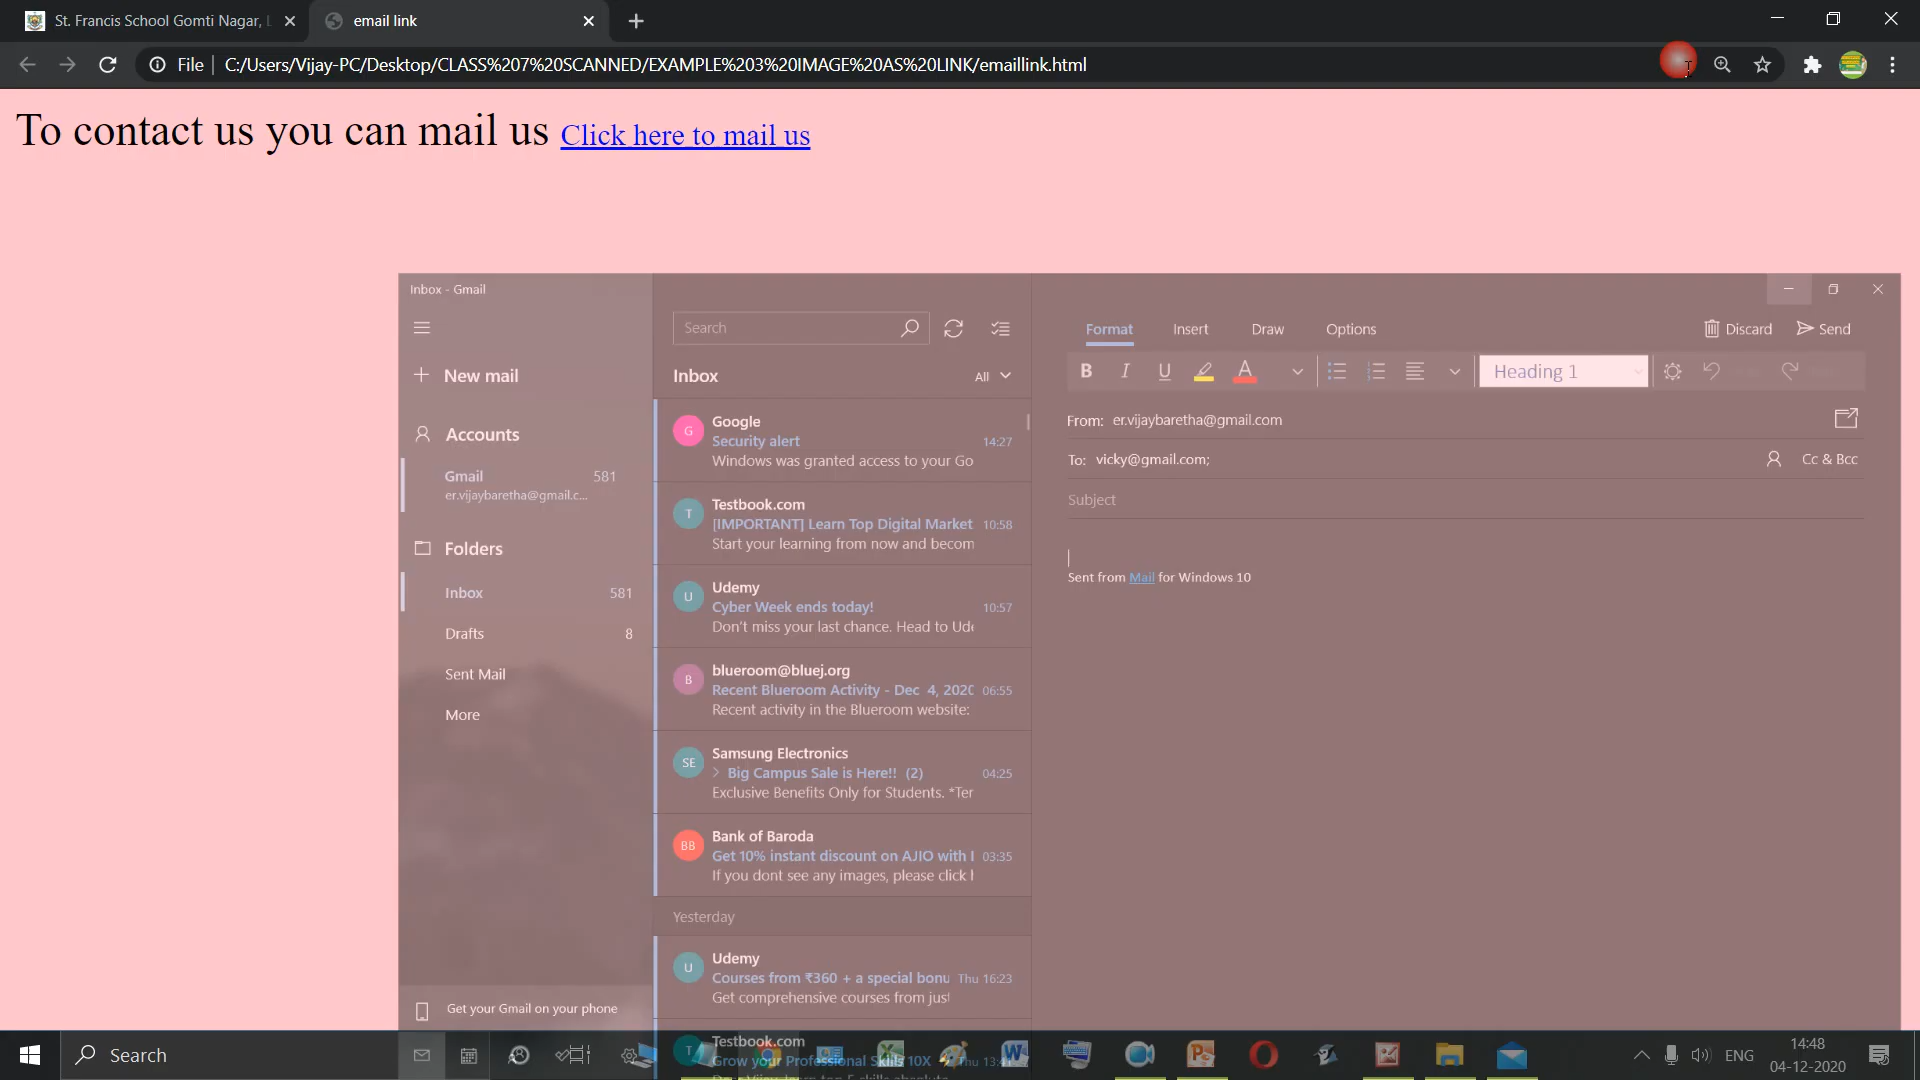 St. Francis School Gomti Nagar, L
email link
File
C:/Users/Vijay-PC/Desktop/CLASS%207%20SCANNED/EXAMPLE%203%20IMAGE%20AS%20LINK/emaillink.html
To contact us you can mail us Click here to mail us
Inbox - Gmail
New mail
Accounts
Gmail 581
er.vijaybaretha@gmail.c...
Folders
Inbox 581
Drafts 8
Sent Mail
More
Get your Gmail on your phone
Search
Inbox All
G Google
Security alert 14:27
Windows was granted access to your Go
T Testbook.com
[IMPORTANT] Learn Top Digital Market 10:58
Start your learning from now and becom
U Udemy
Cyber Week ends today! 10:57
Don't miss your last chance. Head to Ude
B blueroom@bluej.org
Recent Blueroom Activity - Dec 4, 2020 06:55
Recent activity in the Blueroom website:
SE Samsung Electronics
Big Campus Sale is Here!! (2) 04:25
Exclusive Benefits Only for Students. *Ter
BB Bank of Baroda
Get 10% instant discount on AJIO with 03:35
If you dont see any images, please click
Yesterday
U Udemy
Courses from ₹360 + a special bonu Thu 16:23
Get comprehensive courses from just
T Testbook.com
Grow your Professional Skills 10X Thu
Format Insert Draw Options Discard Send
B I U A Heading 1
From: er.vijaybaretha@gmail.com
To: vicky@gmail.com; Cc & Bcc
Subject
Sent from Mail for Windows 10
Search
ENG
14:48
04-12-2020